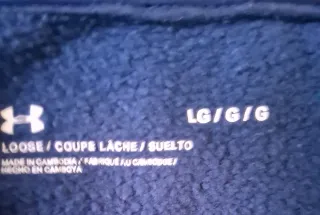 LG / G / G
LOOSE / COUPE LÂCHE / SUELTO
MADE IN CAMBODIA / FABRIQUÉ AU CAMBODGE /
HECHO EN CAMBOYA